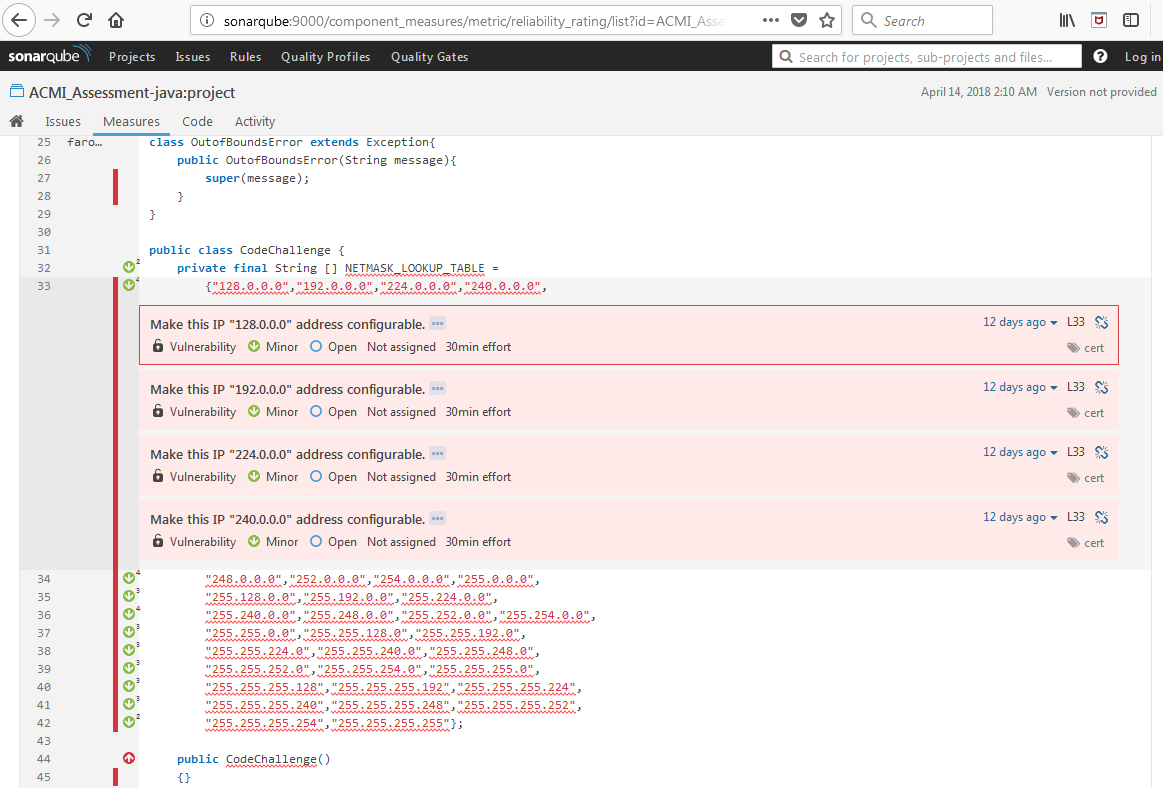 sonarqube:9000/component_measures/metric/reliability_rating/list?id=ACMI_Asse
Search
sonarqube Projects Issues Rules Quality Profiles Quality Gates Search for projects, sub-projects and files... ? Log in
ACMI_Assessment-java:project April 14, 2018 2:10 AM Version not provided
Issues Measures Code Activity
25 faro... class OutofBoundsError extends Exception{
26 public OutofBoundsError(String message){
27 super(message);
28 }
29 }
30
31 public class CodeChallenge {
32 2 private final String [] NETMASK_LOOKUP_TABLE =
33 4 {"128.0.0.0","192.0.0.0","224.0.0.0","240.0.0.0",
Make this IP "128.0.0.0" address configurable. ... 12 days ago L33
Vulnerability Minor Open Not assigned 30min effort cert
Make this IP "192.0.0.0" address configurable. ... 12 days ago L33
Vulnerability Minor Open Not assigned 30min effort cert
Make this IP "224.0.0.0" address configurable. ... 12 days ago L33
Vulnerability Minor Open Not assigned 30min effort cert
Make this IP "240.0.0.0" address configurable. ... 12 days ago L33
Vulnerability Minor Open Not assigned 30min effort cert
34 4 "248.0.0.0","252.0.0.0","254.0.0.0","255.0.0.0",
35 3 "255.128.0.0","255.192.0.0","255.224.0.0",
36 4 "255.240.0.0","255.248.0.0","255.252.0.0","255.254.0.0",
37 3 "255.255.0.0","255.255.128.0","255.255.192.0",
38 3 "255.255.224.0","255.255.240.0","255.255.248.0",
39 3 "255.255.252.0","255.255.254.0","255.255.255.0",
40 3 "255.255.255.128","255.255.255.192","255.255.255.224",
41 3 "255.255.255.240","255.255.255.248","255.255.255.252",
42 2 "255.255.255.254","255.255.255.255"};
43
44 public CodeChallenge()
45 {}